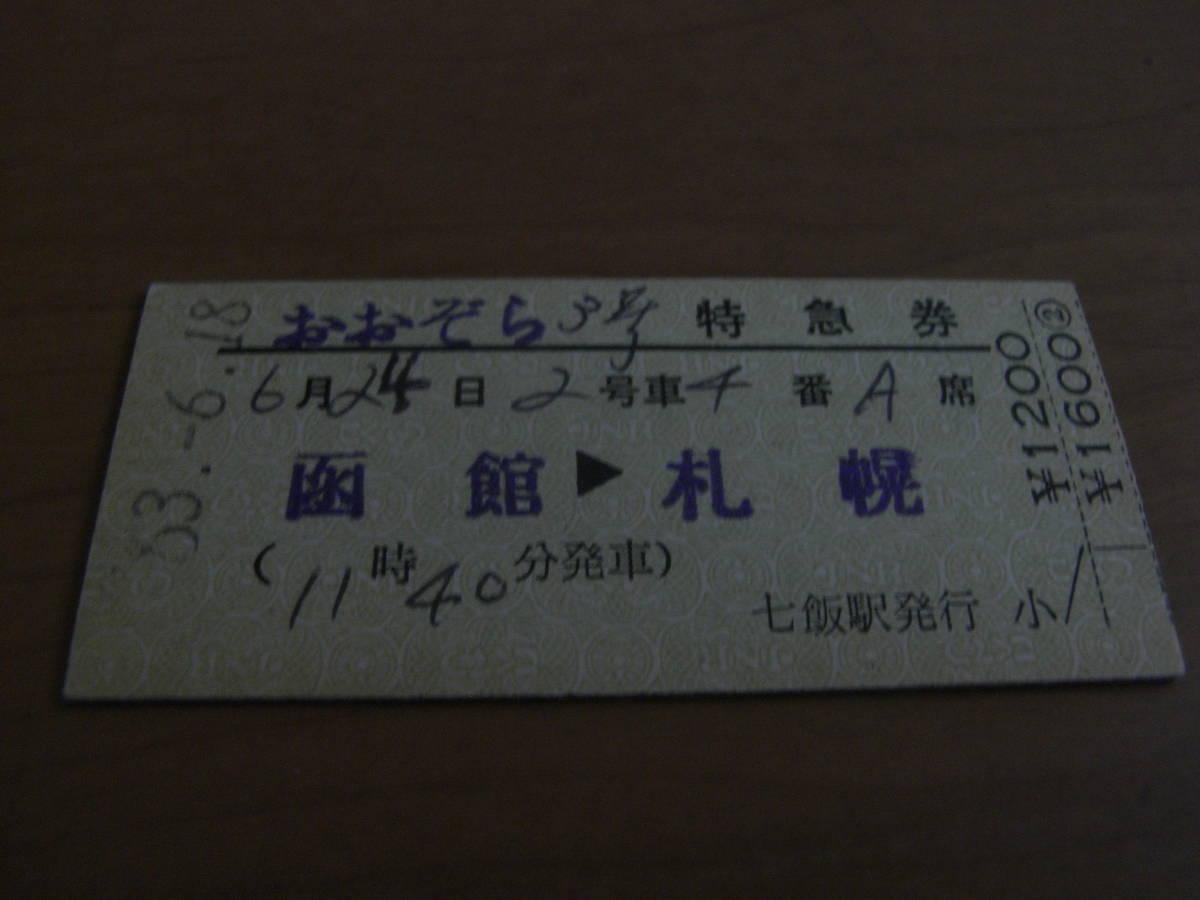 53.-6.18
おおぞら3号 特急券
6月24日 2号車4番A席
函館▶札幌
(11時40分発車)
七飯駅発行 小
¥1200
¥1600②